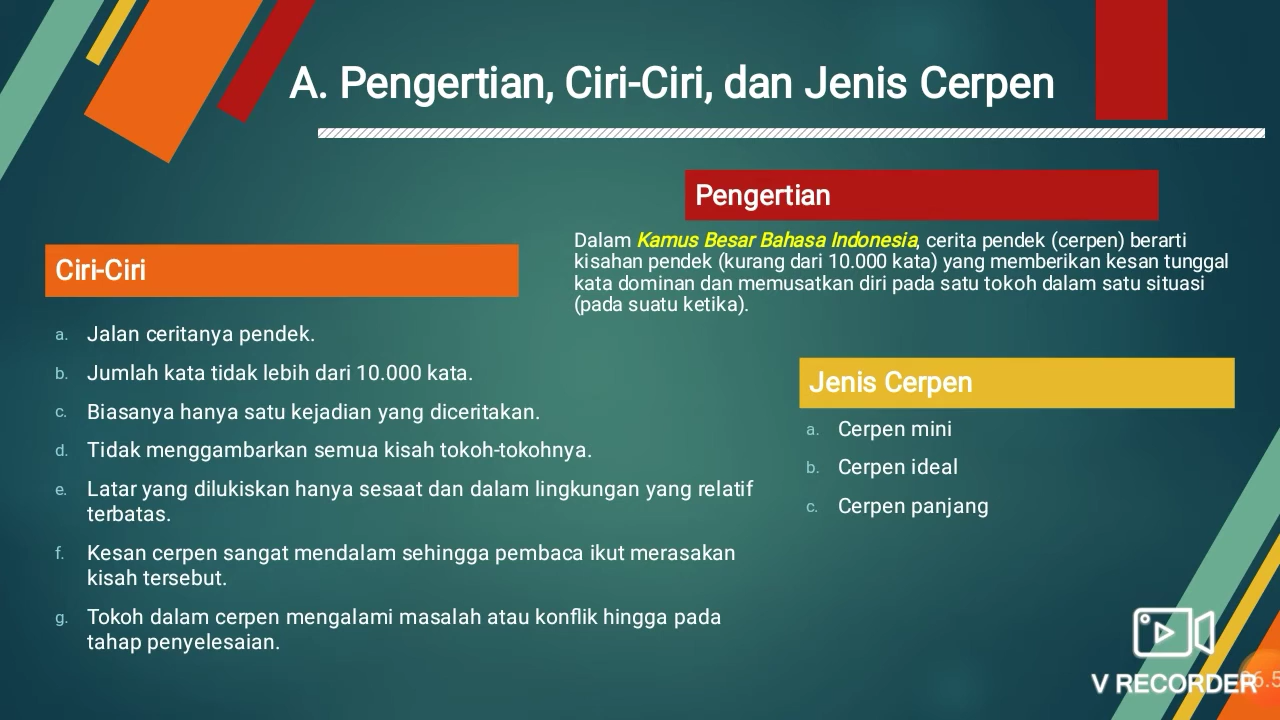 A. Pengertian, Ciri-Ciri, dan Jenis Cerpen
Pengertian
Dalam Kamus Besar Bahasa Indonesia, cerita pendek (cerpen) berarti
kisahan pendek (kurang dari 10.000 kata) yang memberikan kesan tunggal
kata dominan dan memusatkan diri pada satu tokoh dalam satu situasi
(pada suatu ketika).
Ciri-Ciri
a. Jalan ceritanya pendek.
b. Jumlah kata tidak lebih dari 10.000 kata.
c. Biasanya hanya satu kejadian yang diceritakan.
d. Tidak menggambarkan semua kisah tokoh-tokohnya.
e. Latar yang dilukiskan hanya sesaat dan dalam lingkungan yang relatif
terbatas.
f. Kesan cerpen sangat mendalam sehingga pembaca ikut merasakan
kisah tersebut.
g. Tokoh dalam cerpen mengalami masalah atau konflik hingga pada
tahap penyelesaian.
Jenis Cerpen
a. Cerpen mini
b. Cerpen ideal
c. Cerpen panjang
V RECORDER